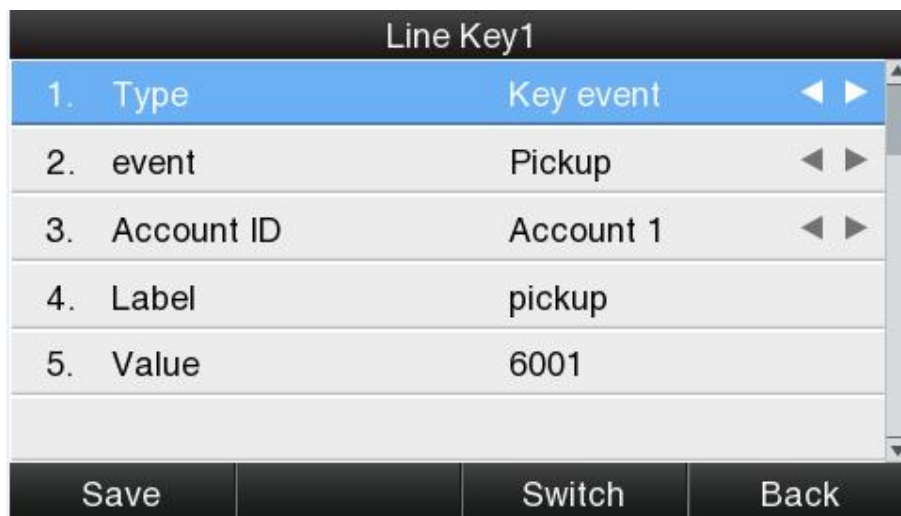 Line Key1
1. Type Key event
2. event Pickup
3. Account ID Account 1
4. Label pickup
5. Value 6001
Save Switch Back